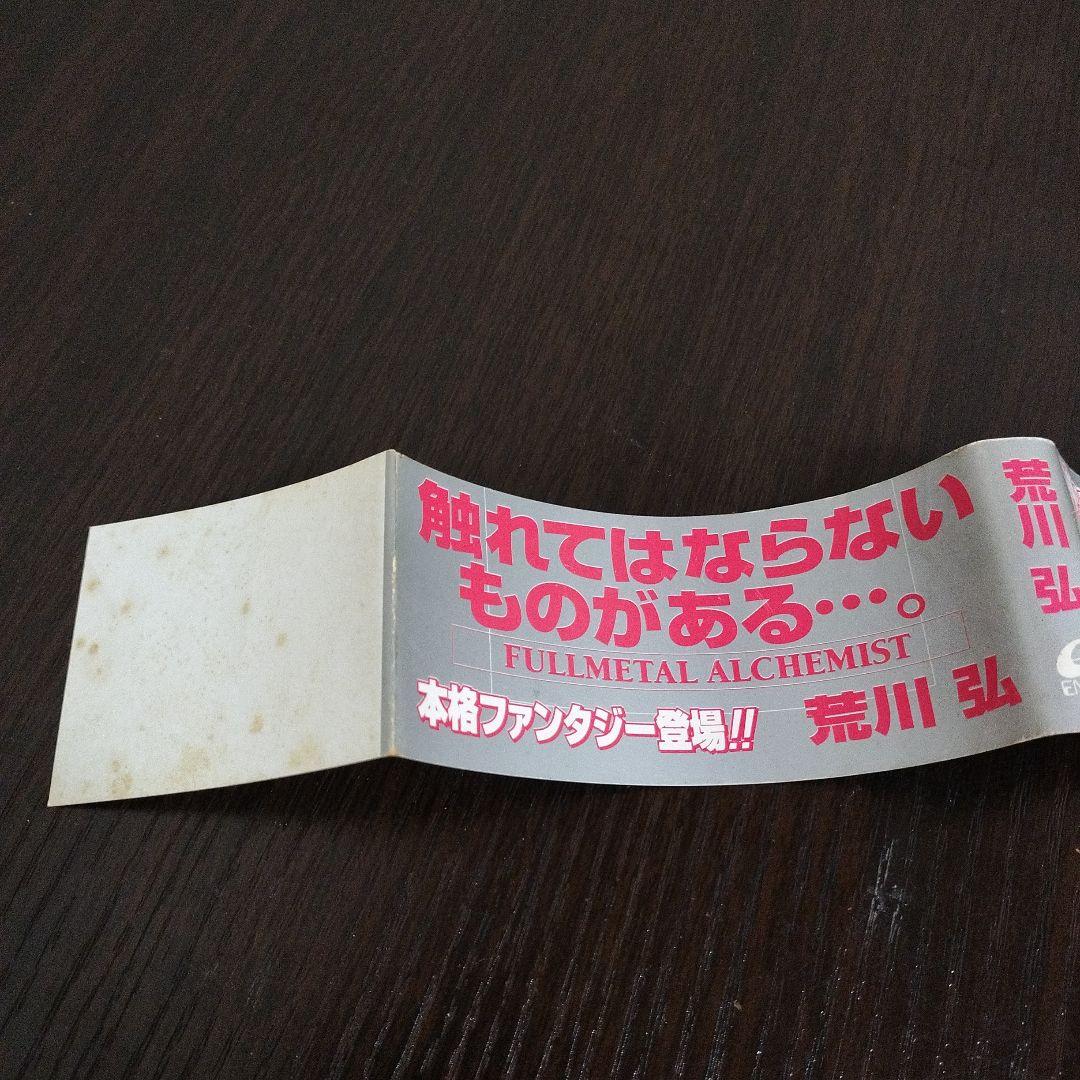 触れてはならない
ものがある…。
FULLMETAL ALCHEMIST
本格ファンタジー登場!!
荒川 弘
荒川 弘